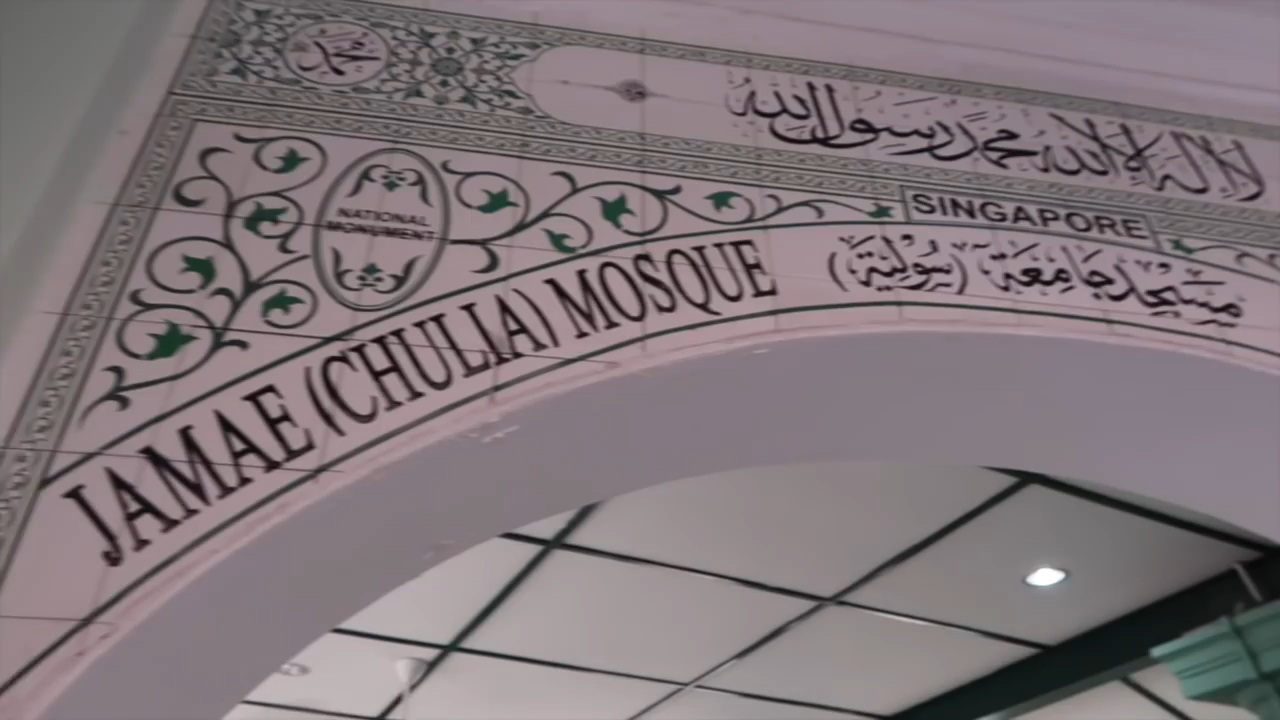 محمد
لا إله إلا الله محمد رسول الله
NATIONAL
MONUMENT
SINGAPORE
JAMAE (CHULIA) MOSQUE
مسجد جامعة (سولية)